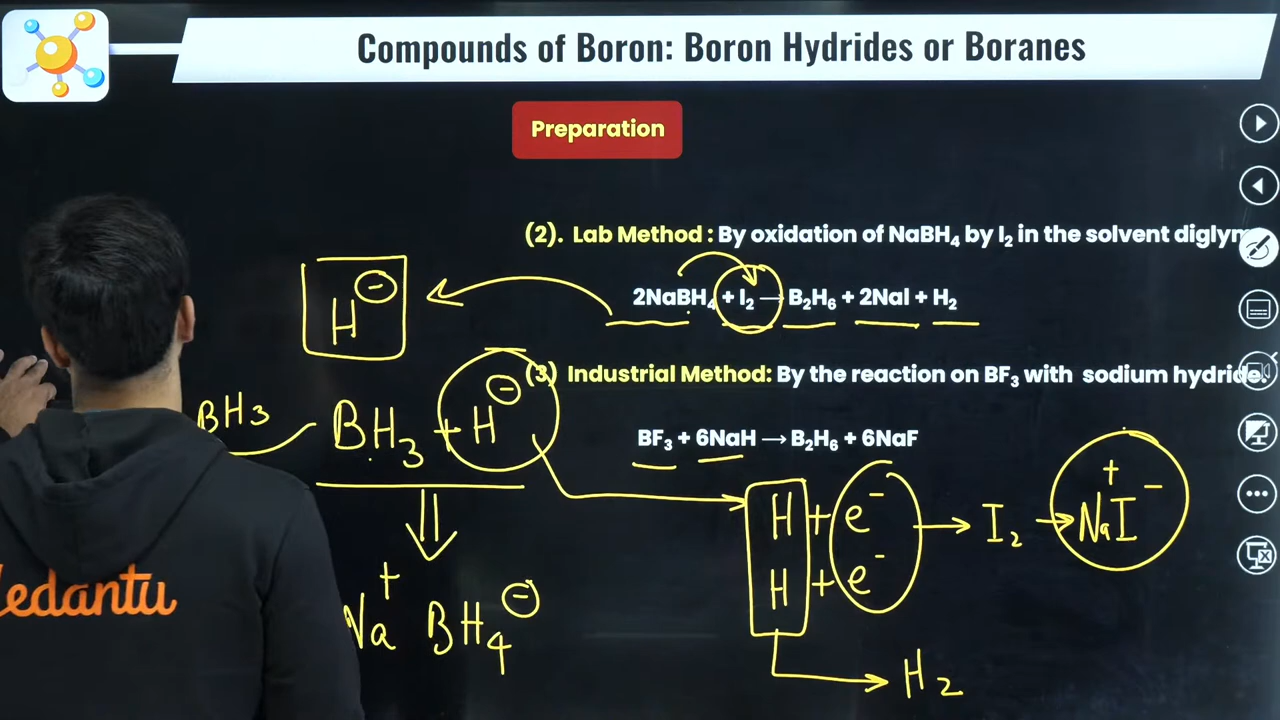 Compounds of Boron: Boron Hydrides or Boranes
Preparation
(2). Lab Method : By oxidation of NaBH₄ by I₂ in the solvent
2NaBH₄ + I₂ → B₂H₆ + 2NaI + H₂
H⊖
(3) Industrial Method: By the reaction on BF₃ with sodium hydride.
BH3
BH₃ + H⊖
BF₃ + 6NaH → B₂H₆ + 6NaF
H + e⁻ → I₂ → Na⁺I⁻
H + e⁻
Na⁺ BH₄⊖
H₂
edantu